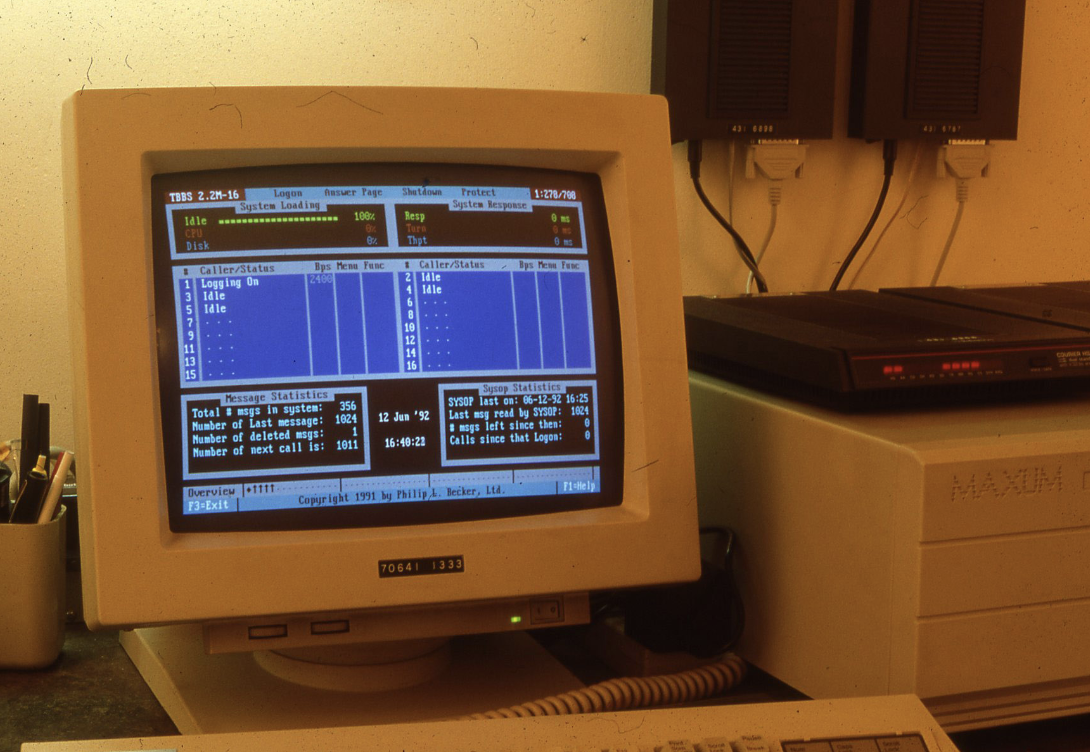 431 6898
TBBS 2.2M-16 Logon Answer Page Shutdown Protect 1:270/700
System Loading
Idle 100%
CPU 0%
Disk 0%
System Response
Resp 0 ms
Turn 0 ms
Thpt 0 ms
# Caller/Status Bps Menu Func # Caller/Status Bps Menu Func
1 Logging On 2400 2 Idle
3 Idle 4 Idle
5 Idle 6 . . .
7 . . . 8 . . .
9 . . . 10 . . .
11 . . . 12 . . .
13 . . . 14 . . .
15 . . . 16 . . .
Message Statistics
Total # msgs in system: 356
Number of Last message: 1024
Number of deleted msgs: 1
Number of next call is: 1011
12 Jun '92
16:40:23
Sysop Statistics
SYSOP last on: 06-12-92 16:25
Last msg read by SYSOP: 1024
# msgs left since then: 0
Calls since that Logon: 0
Overview
F3=Exit Copyright 1991 by Philip L. Becker, Ltd. F1=Help
70641 1333
COURIER
MAXUM